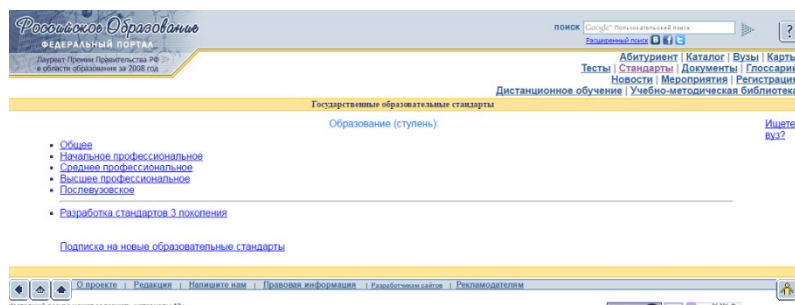 Российское Образование
ФЕДЕРАЛЬНЫЙ ПОРТАЛ
Лауреат Премии Правительства РФ
в области образования за 2008 год
поиск Google™ Пользовательский поиск
Расширенный поиск
?
Абитуриент | Каталог | Вузы | Карты
Тесты | Стандарты | Документы | Глоссарий
Новости | Мероприятия | Регистрация
Дистанционное обучение | Учебно-методическая библиотека
Государственные образовательные стандарты
Образование (ступень):
Ищете
вуз?
Общее
Начальное профессиональное
Среднее профессиональное
Высшее профессиональное
Послевузовское
Разработка стандартов 3 поколения
Подписка на новые образовательные стандарты
О проекте | Редакция | Напишите нам | Правовая информация | Разработчикам сайтов | Рекламодателям